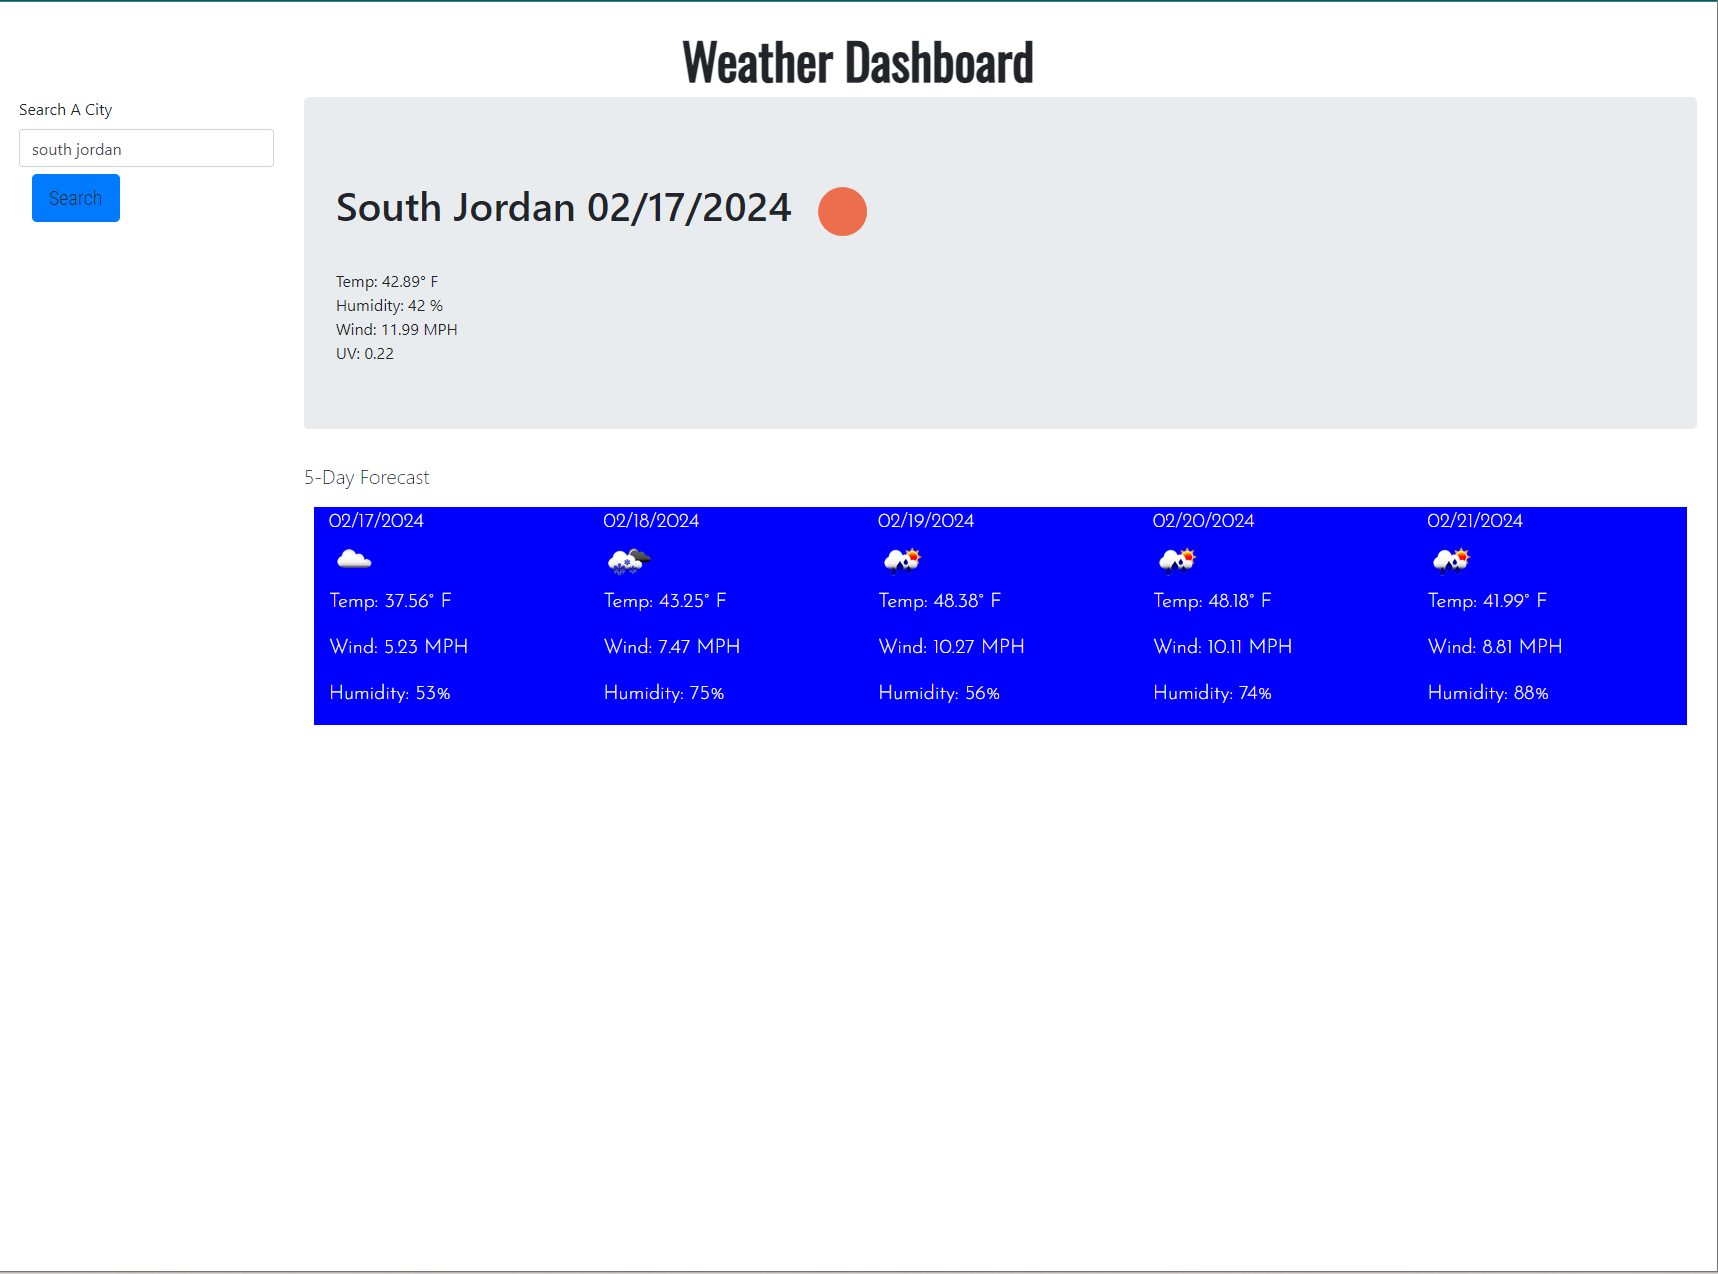 Weather Dashboard
Search A City
south jordan
Search
South Jordan 02/17/2024
Temp: 42.89° F
Humidity: 42 %
Wind: 11.99 MPH
UV: 0.22
5-Day Forecast
02/17/2024
Temp: 37.56° F
Wind: 5.23 MPH
Humidity: 53%
02/18/2024
Temp: 43.25° F
Wind: 7.47 MPH
Humidity: 75%
02/19/2024
Temp: 48.38° F
Wind: 10.27 MPH
Humidity: 56%
02/20/2024
Temp: 48.18° F
Wind: 10.11 MPH
Humidity: 74%
02/21/2024
Temp: 41.99° F
Wind: 8.81 MPH
Humidity: 88%